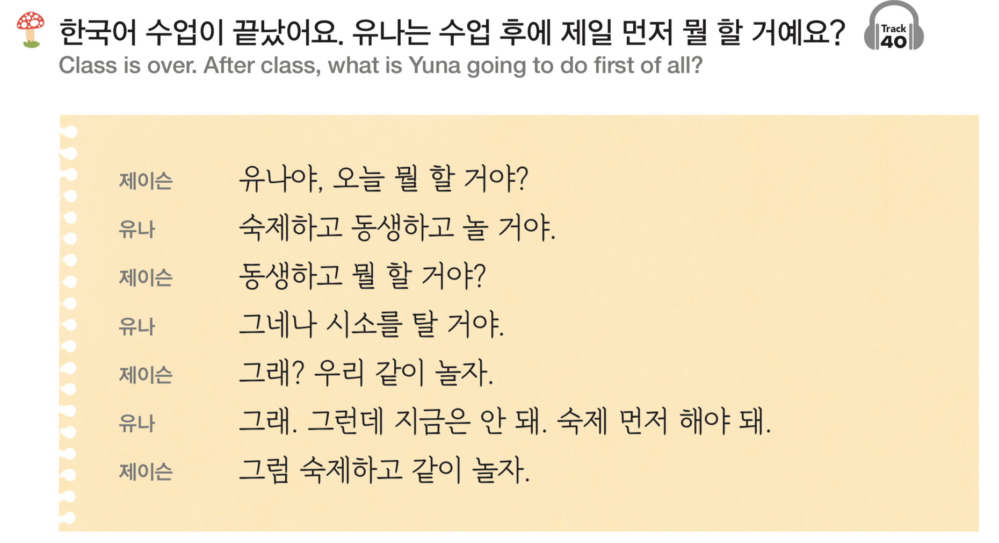 한국어 수업이 끝났어요. 유나는 수업 후에 제일 먼저 뭘 할 거예요?
Track
40
Class is over. After class, what is Yuna going to do first of all?
제이슨 유나야, 오늘 뭘 할 거야?
유나 숙제하고 동생하고 놀 거야.
제이슨 동생하고 뭘 할 거야?
유나 그네나 시소를 탈 거야.
제이슨 그래? 우리 같이 놀자.
유나 그래. 그런데 지금은 안 돼. 숙제 먼저 해야 돼.
제이슨 그럼 숙제하고 같이 놀자.